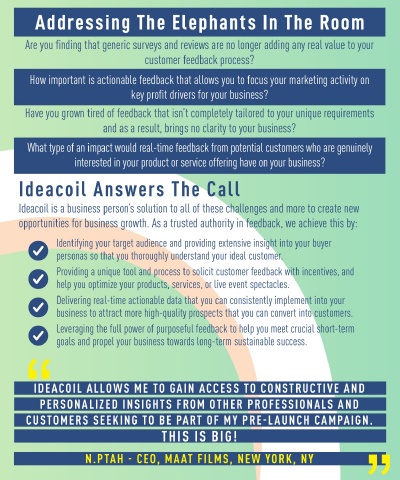 Addressing The Elephants In The Room
Are you finding that generic surveys and reviews are no longer adding any real value to your
customer feedback process?
How important is actionable feedback that allows you to focus your marketing activity on
key profit drivers for your business?
Have you grown tired of feedback that isn't completely tailored to your unique requirements
and as a result, brings no clarity to your business?
What type of an impact would real-time feedback from potential customers who are genuinely
interested in your product or service offering have on your business?
Ideacoil Answers The Call
Ideacoil is a business person's solution to all of these challenges and more to create new
opportunities for business growth. As a trusted authority in feedback, we achieve this by:
Identifying your target audience and providing extensive insight into your buyer
personas so that you thoroughly understand your ideal customer.
Providing a unique tool and process to solicit customer feedback with incentives, and
help you optimize your products, services, or live event spectacles.
Delivering real-time actionable data that you can consistently implement into your
business to attract more high-quality prospects that you can convert into customers.
Leveraging the full power of purposeful feedback to help you meet crucial short-term
goals and propel your business towards long-term sustainable success.
“
IDEACOIL ALLOWS ME TO GAIN ACCESS TO CONSTRUCTIVE AND
PERSONALIZED INSIGHTS FROM OTHER PROFESSIONALS AND
CUSTOMERS SEEKING TO BE PART OF MY PRE-LAUNCH CAMPAIGN.
THIS IS BIG!
N.PTAH - CEO, MAAT FILMS, NEW YORK, NY
”